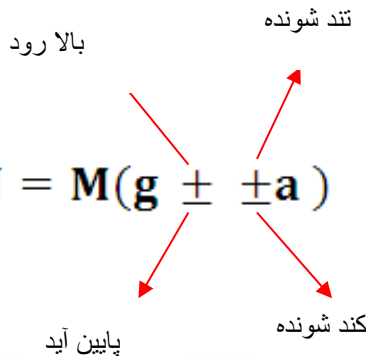 تند شونده
بالا رود
= M(g ± ±a )
کند شونده
پایین آید